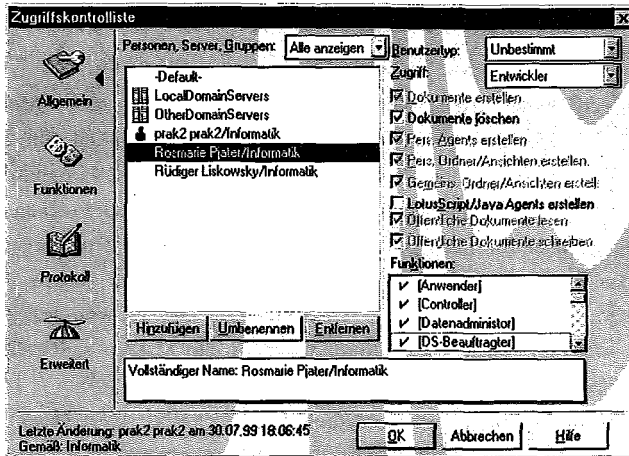 Zugriffskontrolliste
Personen, Server, Gruppen:
Alle anzeigen
Benutzertyp:
Unbestimmt
Zugriff:
Entwickler
Allgemein
Funktionen
Protokoll
Erweitert
-Default-
LocalDomainServers
OtherDomainServers
prak2 prak2/Informatik
Rosmarie Pjater/Informatik
Rüdiger Liskowsky/Informatik
Dokumente erstellen
Dokumente löschen
Pers. Agents erstellen
Pers. Ordner/Ansichten erstellen
Gemeins. Ordner/Ansichten erstell.
LotusScript/Java Agents erstellen
Öffentliche Dokumente lesen
Öffentliche Dokumente schreiben
Funktionen:
[Anwender]
[Controller]
[Datenadministor]
[DS-Beauftragter]
Hinzufügen
Umbenennen
Entfernen
Vollständiger Name: Rosmarie Pjater/Informatik
Letzte Änderung: prak2 prak2 am 30.07.99 18:06:45
Gemäß: Informatik
OK
Abbrechen
Hilfe